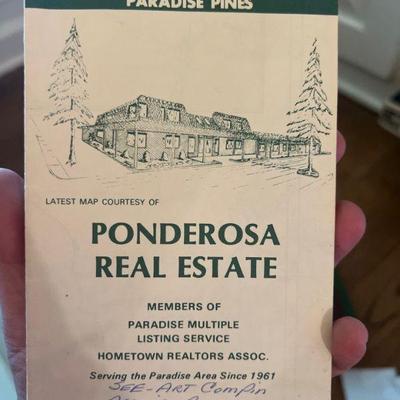 PARADISE PINES
LATEST MAP COURTESY OF
PONDEROSA
REAL ESTATE
MEMBERS OF
PARADISE MULTIPLE
LISTING SERVICE
HOMETOWN REALTORS ASSOC.
Serving the Paradise Area Since 1961
SEE-ART Compin